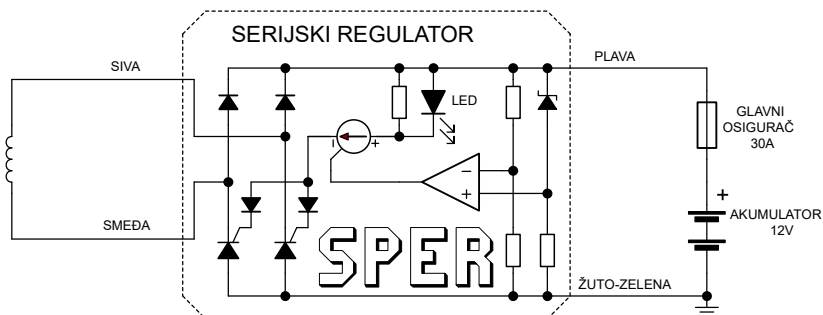 SERIJSKI REGULATOR
SIVA
PLAVA
LED
GLAVNI
OSIGURAČ
30A
-
+
-
+
+
AKUMULATOR
12V
SMEĐA
SPER
ŽUTO-ZELENA